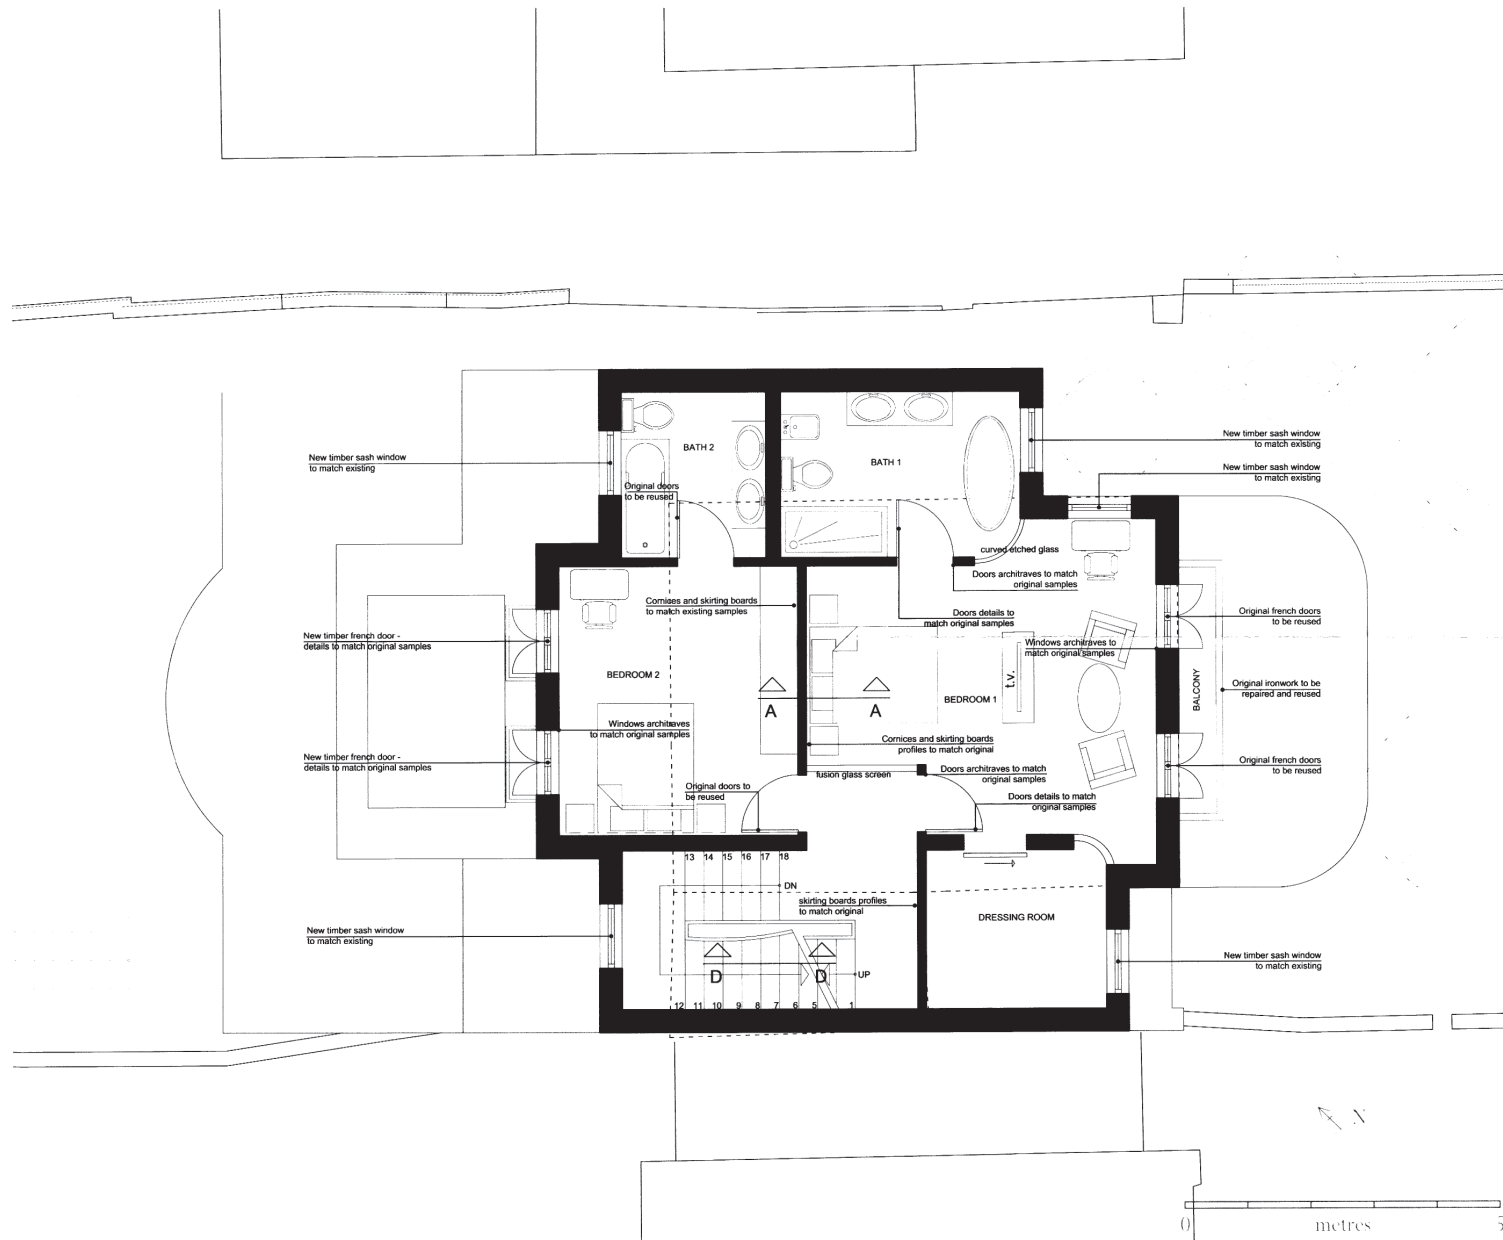 BATH 2
BATH 1
New timber sash window
to match existing
New timber sash window
to match existing
New timber sash window
to match existing
Original doors
to be reused
curved etched glass
Doors architraves to match
original samples
Cornices and skirting boards
to match existing samples
Doors details to
match original samples
Original french doors
to be reused
New timber french door -
details to match original samples
Windows architraves to
match original samples
BEDROOM 2
t.v.
BEDROOM 1
BALCONY
Original ironwork to be
repaired and reused
A
A
Windows architraves
to match original samples
Cornices and skirting boards
profiles to match original
New timber french door -
details to match original samples
fusion glass screen
Doors architraves to match
original samples
Original french doors
to be reused
Original doors to
be reused
Doors details to match
original samples
13 14 15 16 17 18
DN
skirting boards profiles
to match original
DRESSING ROOM
New timber sash window
to match existing
New timber sash window
to match existing
D
D
UP
12 11 10 9 8 7 6 5 1
N
0 metres 5